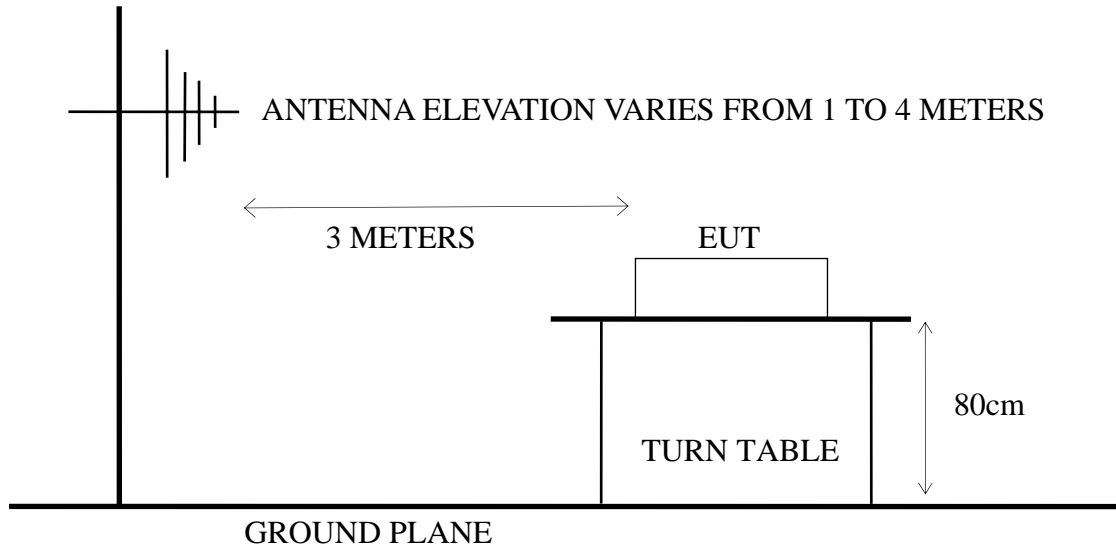 ANTENNA ELEVATION VARIES FROM 1 TO 4 METERS
3 METERS
EUT
80cm
TURN TABLE
GROUND PLANE